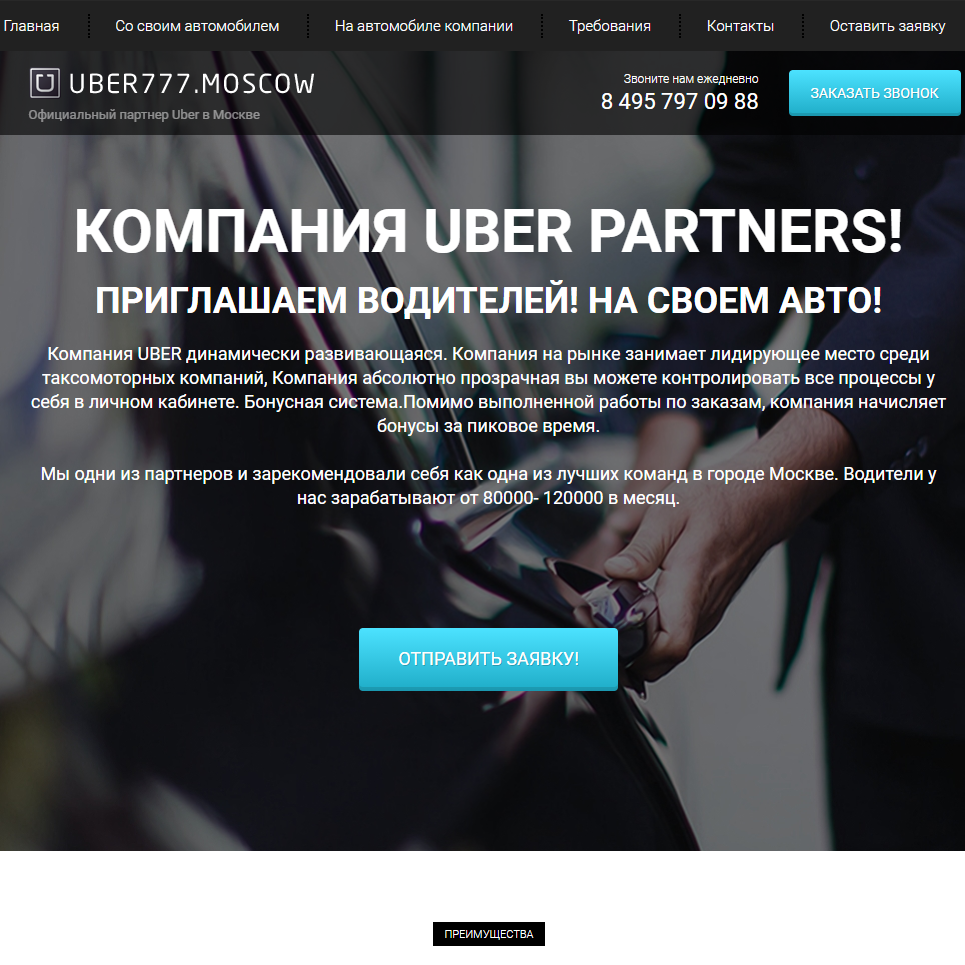 Главная Со своим автомобилем На автомобиле компании Требования Контакты Оставить заявку
UBER777.MOSCOW
Официальный партнер Uber в Москве
Звоните нам ежедневно
8 495 797 09 88
ЗАКАЗАТЬ ЗВОНОК
КОМПАНИЯ UBER PARTNERS!
ПРИГЛАШАЕМ ВОДИТЕЛЕЙ! НА СВОЕМ АВТО!
Компания UBER динамически развивающаяся. Компания на рынке занимает лидирующее место среди
таксомоторных компаний, Компания абсолютно прозрачная вы можете контролировать все процессы у
себя в личном кабинете. Бонусная система.Помимо выполненной работы по заказам, компания начисляет
бонусы за пиковое время.
Мы одни из партнеров и зарекомендовали себя как одна из лучших команд в городе Москве. Водители у
нас зарабатывают от 80000- 120000 в месяц.
ОТПРАВИТЬ ЗАЯВКУ!
ПРЕИМУЩЕСТВА